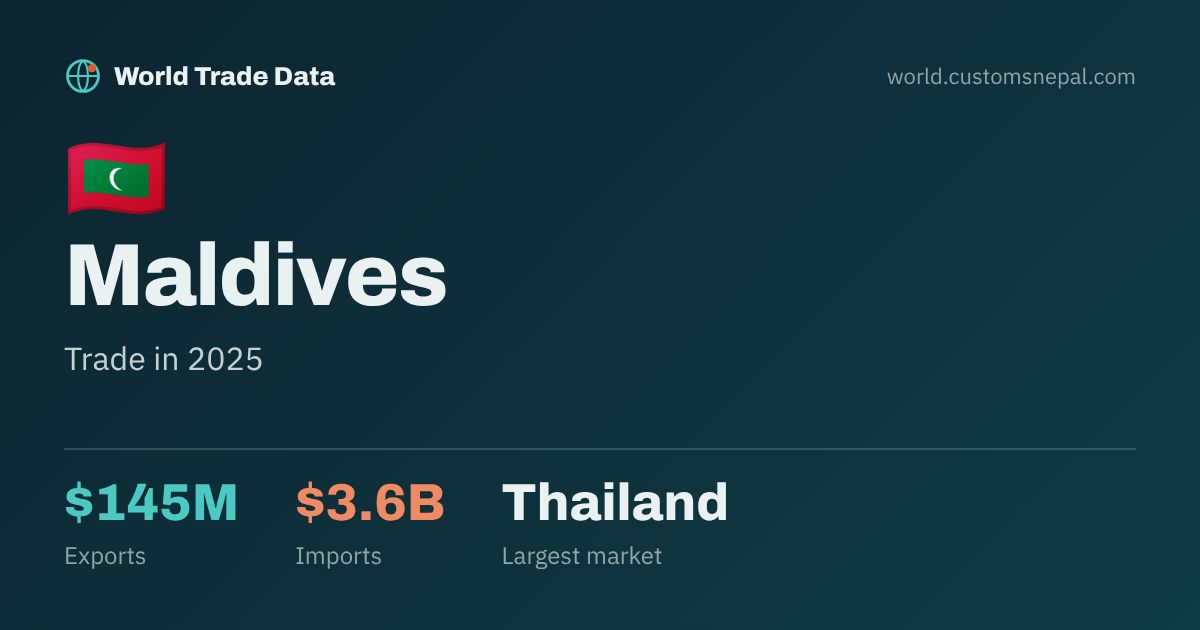 World Trade Data
world.customsnepal.com
Maldives
Trade in 2025
$145M $3.6B Thailand
Exports Imports Largest market